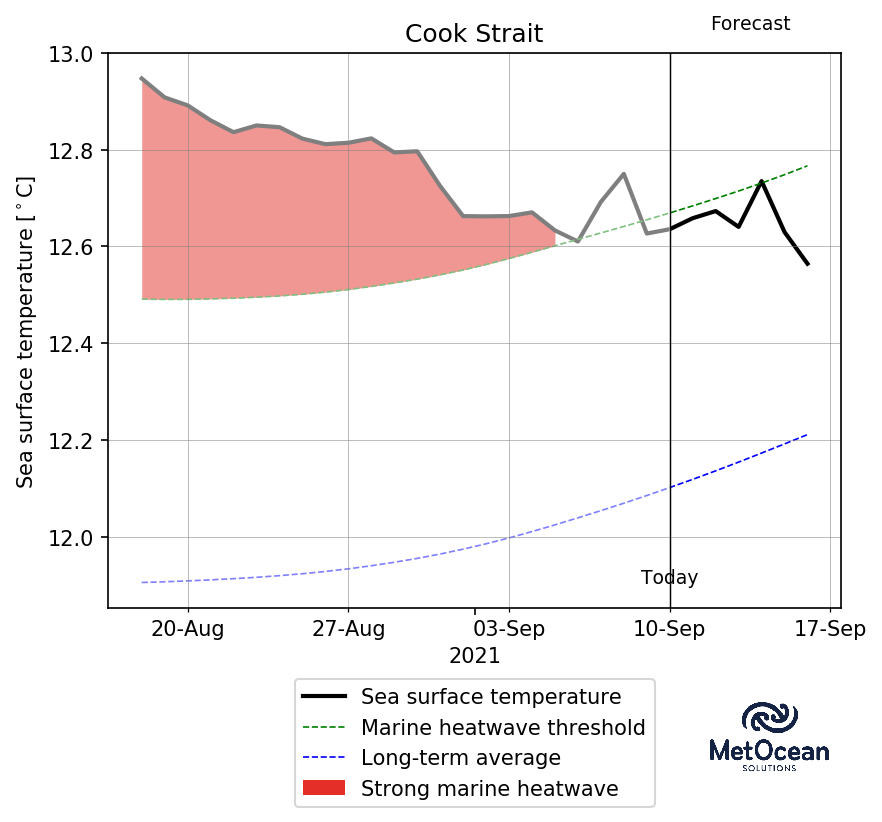 Forecast
Cook Strait
13.0
12.8
12.6
12.4
12.2
12.0
Sea surface temperature [˚C]
Today
20-Aug 27-Aug 03-Sep 10-Sep 17-Sep
2021
Sea surface temperature
Marine heatwave threshold
Long-term average
Strong marine heatwave
MetOcean
SOLUTIONS